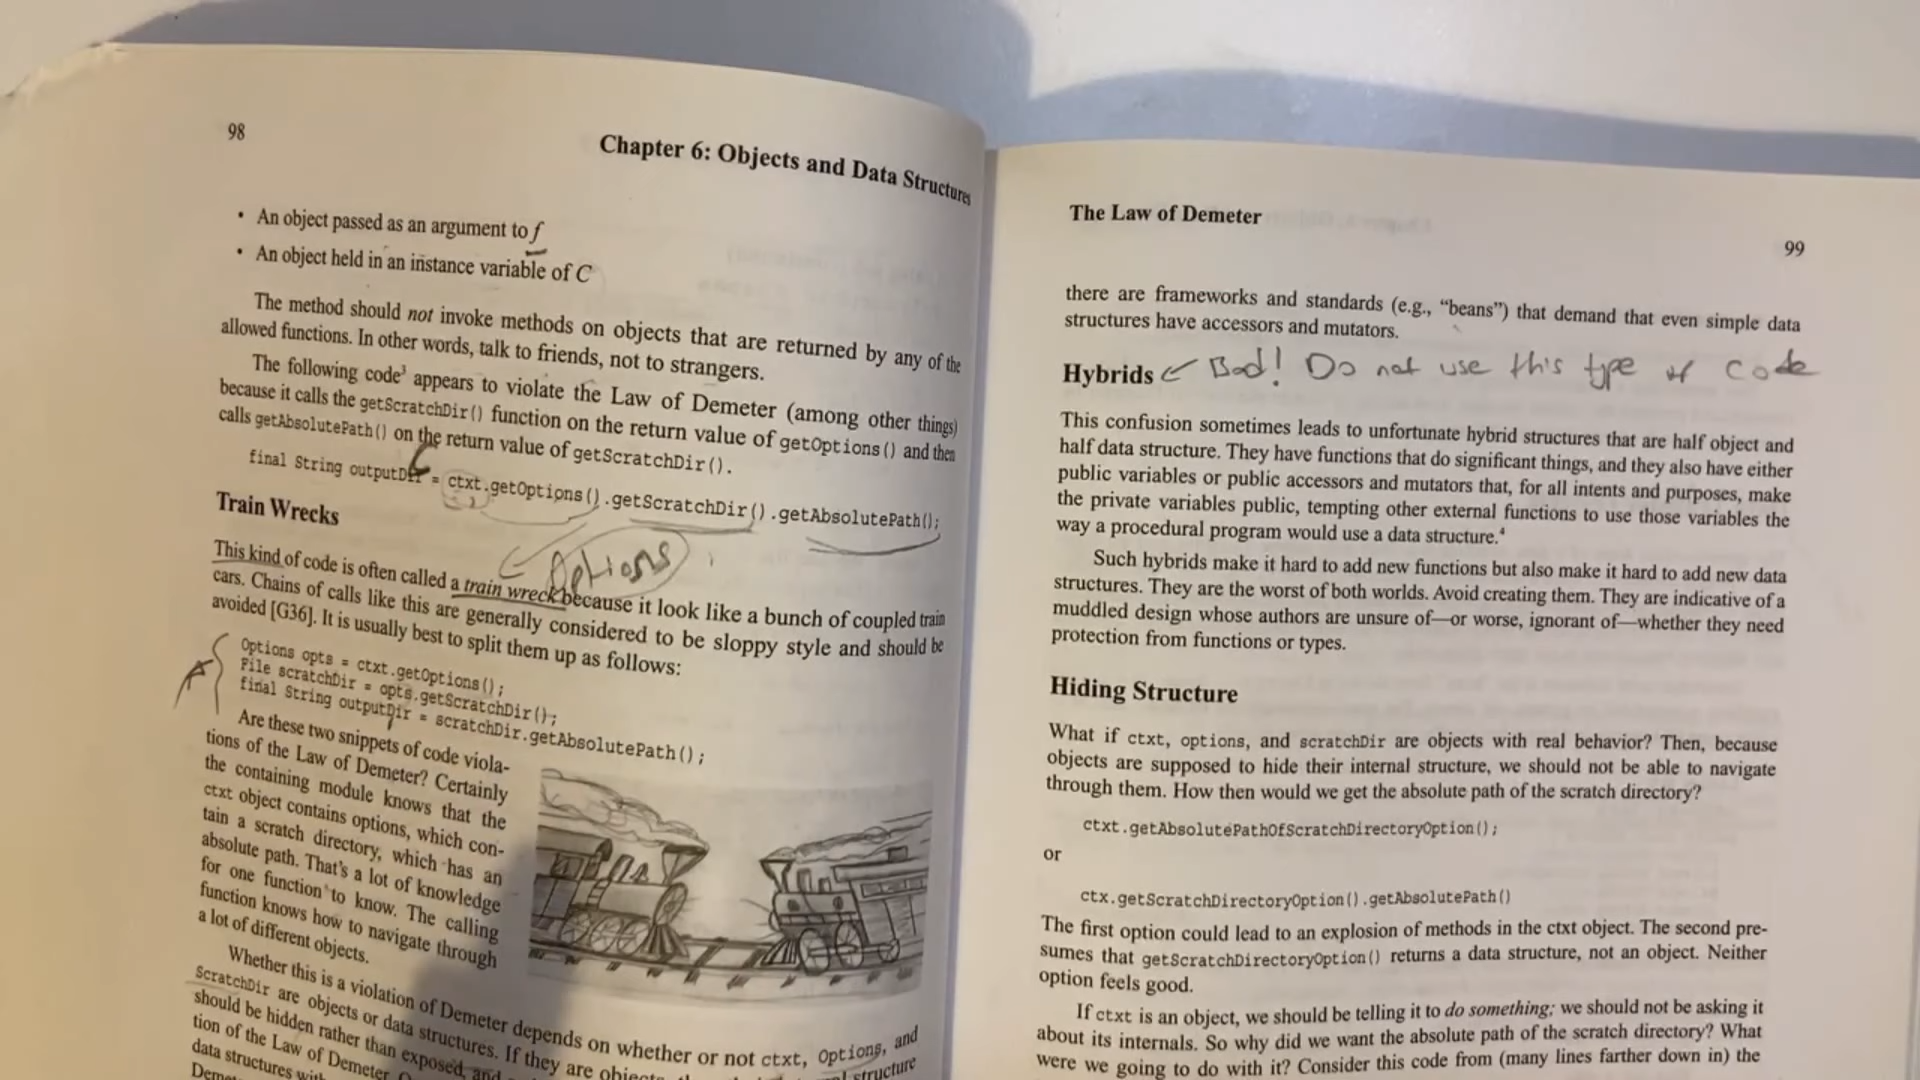 98
Chapter 6: Objects and Data Structures
• An object passed as an argument to f
• An object held in an instance variable of C
The method should not invoke methods on objects that are returned by any of the
allowed functions. In other words, talk to friends, not to strangers.
The following code³ appears to violate the Law of Demeter (among other things)
because it calls the getScratchDir() function on the return value of getOptions() and then
calls getAbsolutePath() on the return value of getScratchDir().
final String outputDir = ctxt.getOptions().getScratchDir().getAbsolutePath();
Train Wrecks
Options
This kind of code is often called a train wreck because it look like a bunch of coupled train
cars. Chains of calls like this are generally considered to be sloppy style and should be
avoided [G36]. It is usually best to split them up as follows:
Options opts = ctxt.getOptions();
File scratchDir = opts.getScratchDir();
final String outputDir = scratchDir.getAbsolutePath();
Are these two snippets of code viola-
tions of the Law of Demeter? Certainly
the containing module knows that the
ctxt object contains options, which con-
tain a scratch directory, which has an
absolute path. That's a lot of knowledge
for one function to know. The calling
function knows how to navigate through
a lot of different objects.
Whether this is a violation of Demeter depends on whether or not ctxt, Options, and
ScratchDir are objects or data structures. If they are objects, structure
should be hidden rather than exposed, and
tion of the Law of Demeter.
data structures with
The Law of Demeter
99
there are frameworks and standards (e.g., “beans”) that demand that even simple data
structures have accessors and mutators.
Hybrids ← Bad! Do not use this type of code
This confusion sometimes leads to unfortunate hybrid structures that are half object and
half data structure. They have functions that do significant things, and they also have either
public variables or public accessors and mutators that, for all intents and purposes, make
the private variables public, tempting other external functions to use those variables the
way a procedural program would use a data structure.⁴
Such hybrids make it hard to add new functions but also make it hard to add new data
structures. They are the worst of both worlds. Avoid creating them. They are indicative of a
muddled design whose authors are unsure of—or worse, ignorant of—whether they need
protection from functions or types.
Hiding Structure
What if ctxt, options, and scratchDir are objects with real behavior? Then, because
objects are supposed to hide their internal structure, we should not be able to navigate
through them. How then would we get the absolute path of the scratch directory?
ctxt.getAbsolutePathOfScratchDirectoryOption();
or
ctx.getScratchDirectoryOption().getAbsolutePath()
The first option could lead to an explosion of methods in the ctxt object. The second pre-
sumes that getScratchDirectoryOption() returns a data structure, not an object. Neither
option feels good.
If ctxt is an object, we should be telling it to do something; we should not be asking it
about its internals. So why did we want the absolute path of the scratch directory? What
were we going to do with it? Consider this code from (many lines farther down in) the